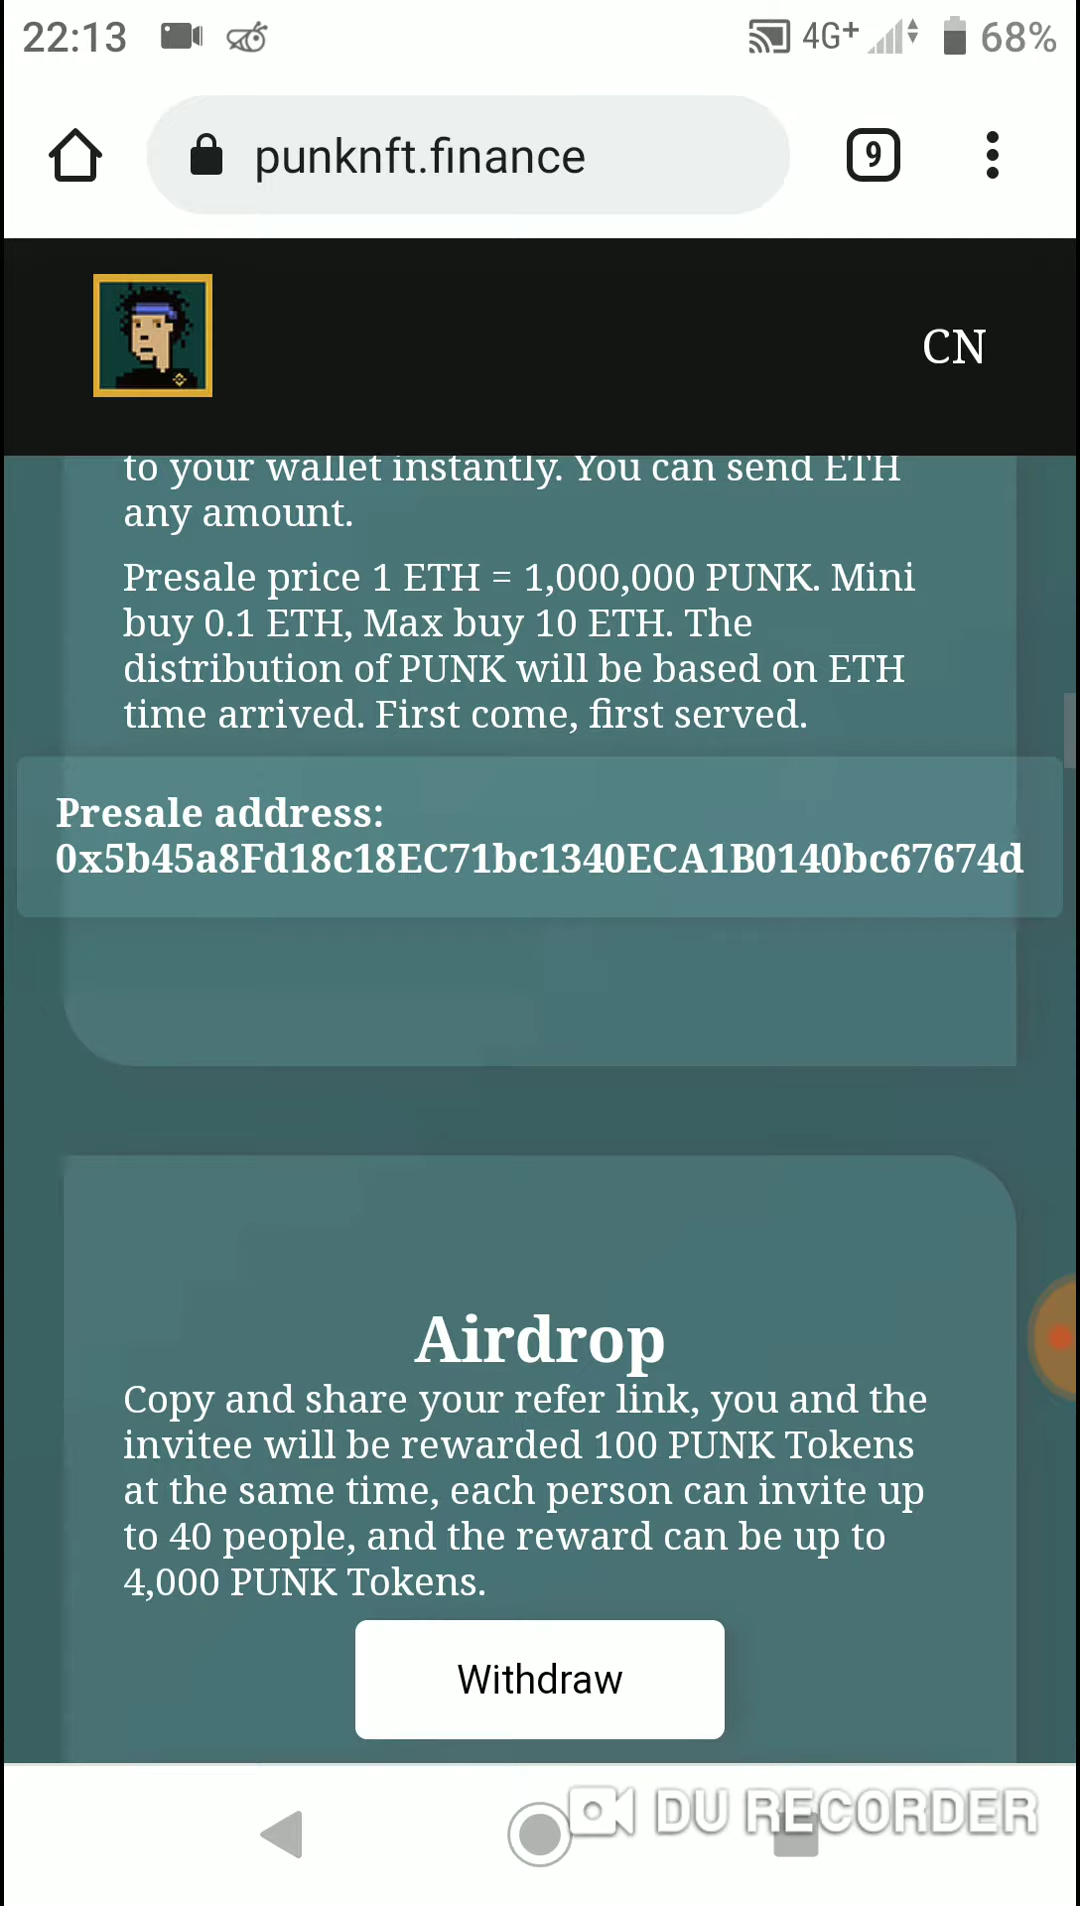 22:13
4G+
68%
punknft.finance
9
CN
to your wallet instantly. You can send ETH
any amount.
Presale price 1 ETH = 1,000,000 PUNK. Mini
buy 0.1 ETH, Max buy 10 ETH. The
distribution of PUNK will be based on ETH
time arrived. First come, first served.
Presale address:
0x5b45a8Fd18c18EC71bc1340ECA1B0140bc67674d
Airdrop
Copy and share your refer link, you and the
invitee will be rewarded 100 PUNK Tokens
at the same time, each person can invite up
to 40 people, and the reward can be up to
4,000 PUNK Tokens.
Withdraw
DU RECORDER